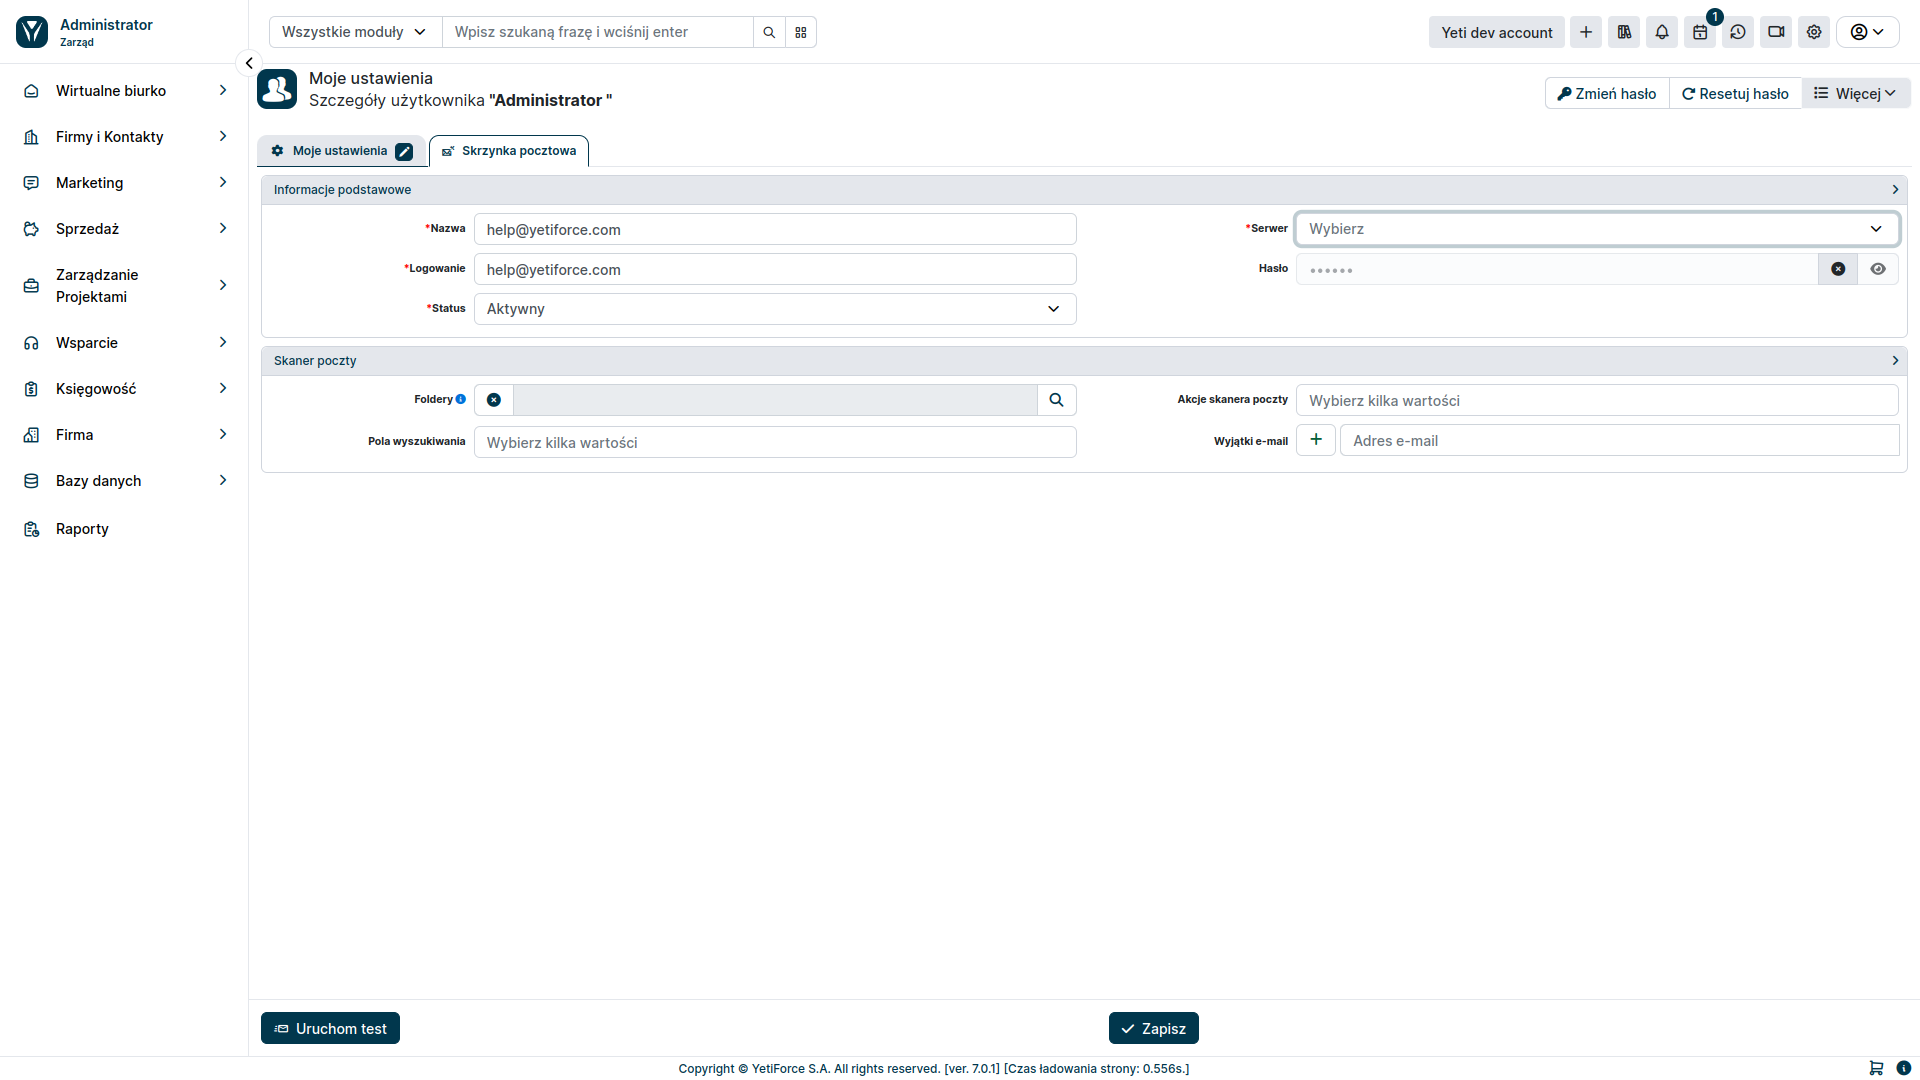 Administrator
Zarząd
Wszystkie moduły
Wpisz szukaną frazę i wciśnij enter
Yeti dev account
1
Wirtualne biurko
Firmy i Kontakty
Marketing
Sprzedaż
Zarządzanie
Projektami
Wsparcie
Księgowość
Firma
Bazy danych
Raporty
Moje ustawienia
Szczegóły użytkownika "Administrator "
Zmień hasło
Resetuj hasło
Więcej
Moje ustawienia
Skrzynka pocztowa
Informacje podstawowe
*Nazwa
help@yetiforce.com
*Serwer
Wybierz
*Logowanie
help@yetiforce.com
Hasło
••••••
*Status
Aktywny
Skaner poczty
Foldery
Akcje skanera poczty
Wybierz kilka wartości
Pola wyszukiwania
Wybierz kilka wartości
Wyjątki e-mail
Adres e-mail
Uruchom test
Zapisz
Copyright © YetiForce S.A. All rights reserved. [ver. 7.0.1] [Czas ładowania strony: 0.556s.]